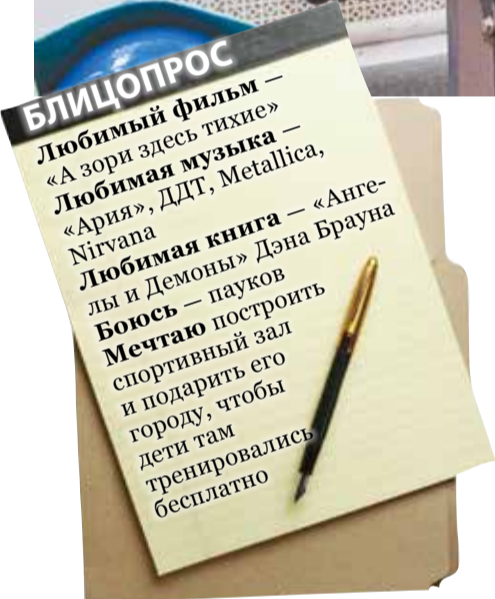 БЛИЦОПРОС
Любимый фильм –
«А зори здесь тихие»
Любимая музыка –
«Ария», ДДТ, Metallica,
Nirvana
Любимая книга – «Анге-
лы и Демоны» Дэна Брауна
Боюсь – пауков
Мечтаю построить
спортивный зал
и подарить его
городу, чтобы
дети там
тренировались
бесплатно